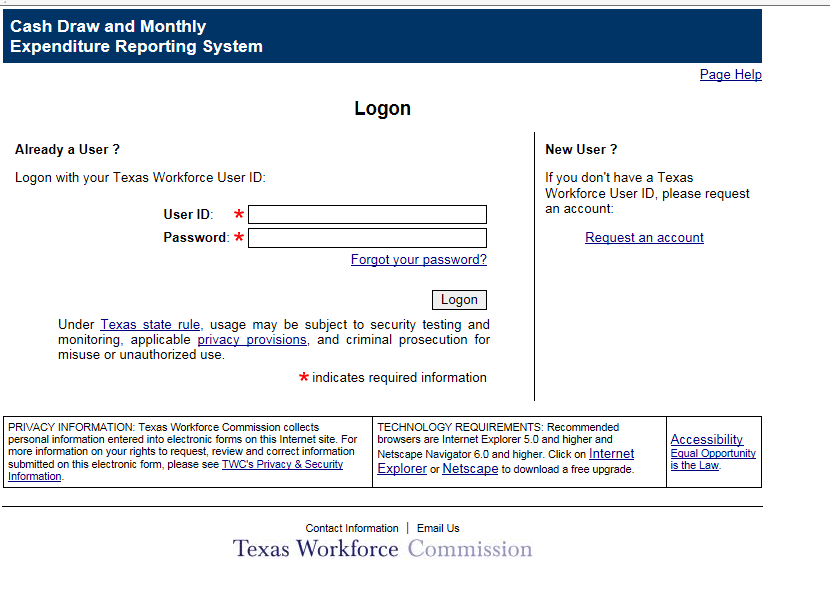 Cash Draw and Monthly
Expenditure Reporting System
Page Help
Logon
Already a User ?
Logon with your Texas Workforce User ID:
User ID: *
Password: *
Forgot your password?
Logon
Under Texas state rule, usage may be subject to security testing and
monitoring, applicable privacy provisions, and criminal prosecution for
misuse or unauthorized use.
* indicates required information
New User ?
If you don't have a Texas
Workforce User ID, please request
an account:
Request an account
PRIVACY INFORMATION: Texas Workforce Commission collects
personal information entered into electronic forms on this Internet site. For
more information on your rights to request, review and correct information
submitted on this electronic form, please see TWC's Privacy & Security
Information.
TECHNOLOGY REQUIREMENTS: Recommended
browsers are Internet Explorer 5.0 and higher and
Netscape Navigator 6.0 and higher. Click on Internet
Explorer or Netscape to download a free upgrade.
Accessibility
Equal Opportunity
is the Law.
Contact Information | Email Us
Texas Workforce Commission